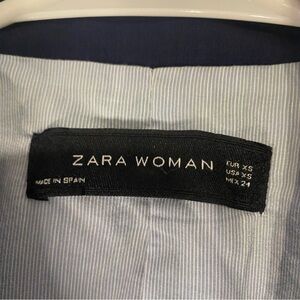 ZARA WOMAN
EUR XS
USA XS
MEX 24
MADE IN SPAIN